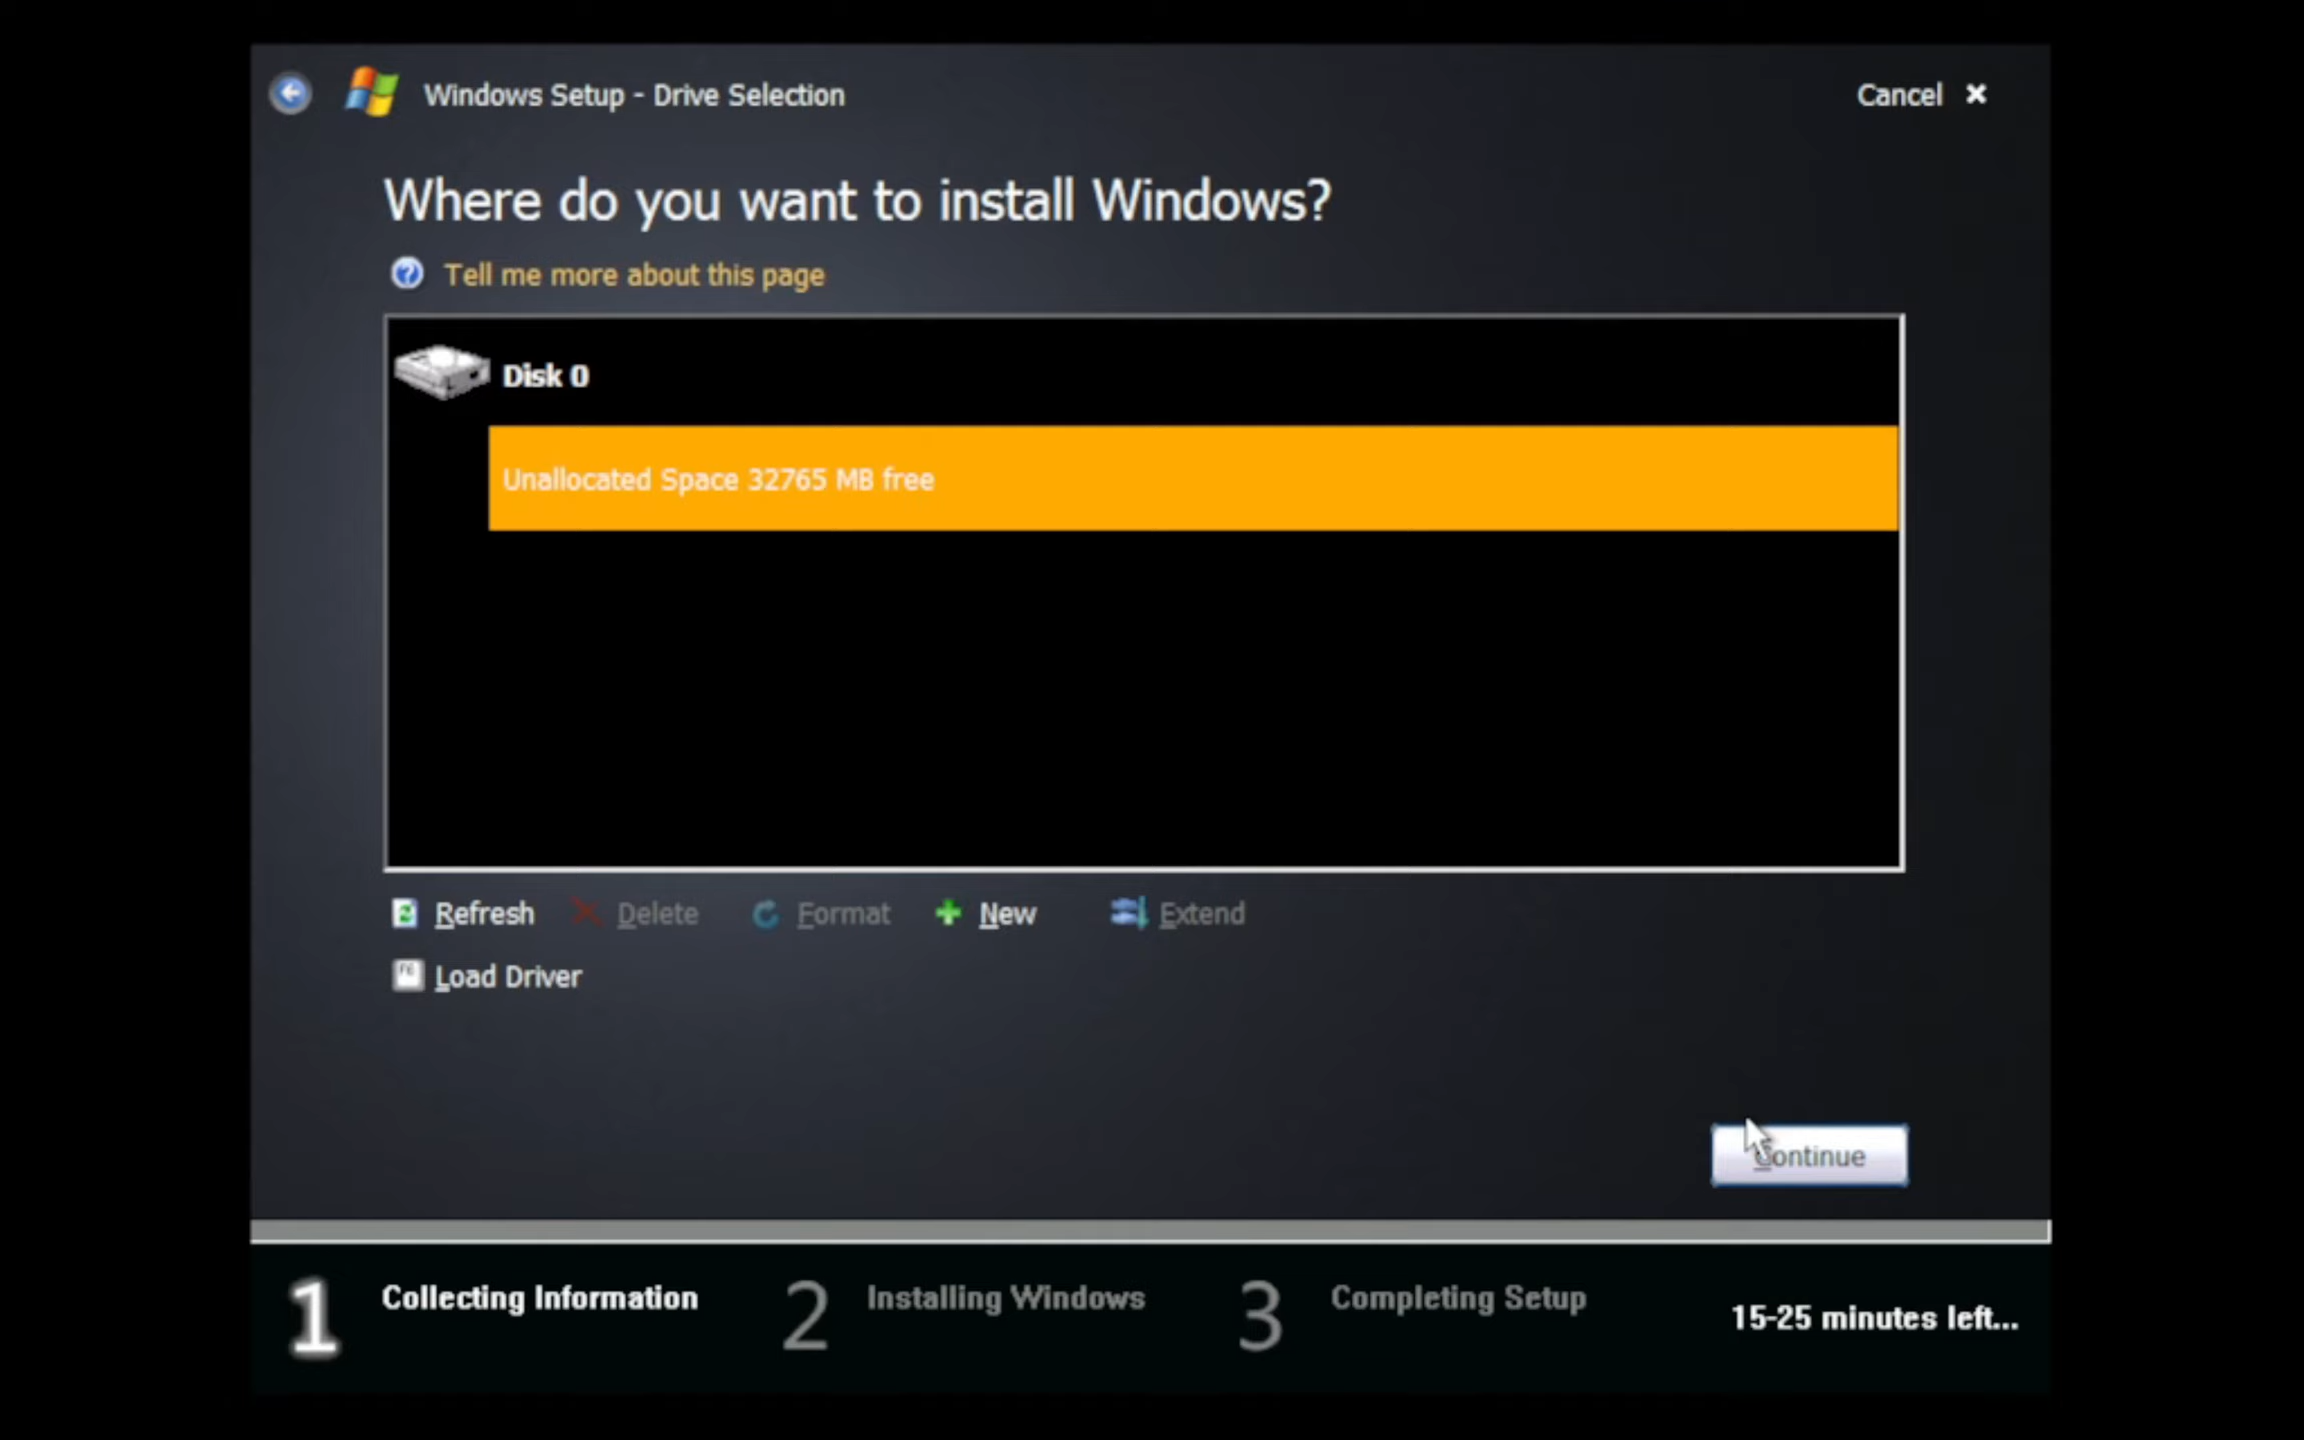 Windows Setup - Drive Selection
Cancel
Where do you want to install Windows?
Tell me more about this page
Disk 0
Unallocated Space 32765 MB free
Refresh
Delete
Format
New
Extend
Load Driver
Continue
1 Collecting Information
2 Installing Windows
3 Completing Setup
15-25 minutes left...